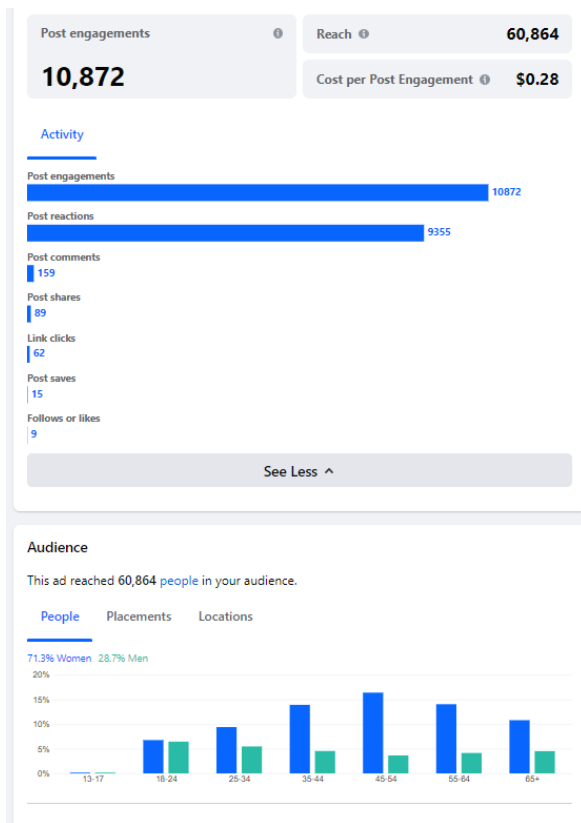 Post engagements
10,872
Reach 60,864
Cost per Post Engagement $0.28
Activity
Post engagements
10872
Post reactions
9355
Post comments
159
Post shares
89
Link clicks
62
Post saves
15
Follows or likes
9
See Less
Audience
This ad reached 60,864 people in your audience.
People Placements Locations
71.3% Women 28.7% Men
20%
15%
10%
5%
0%
13-17 18-24 25-34 35-44 45-54 55-64 65+